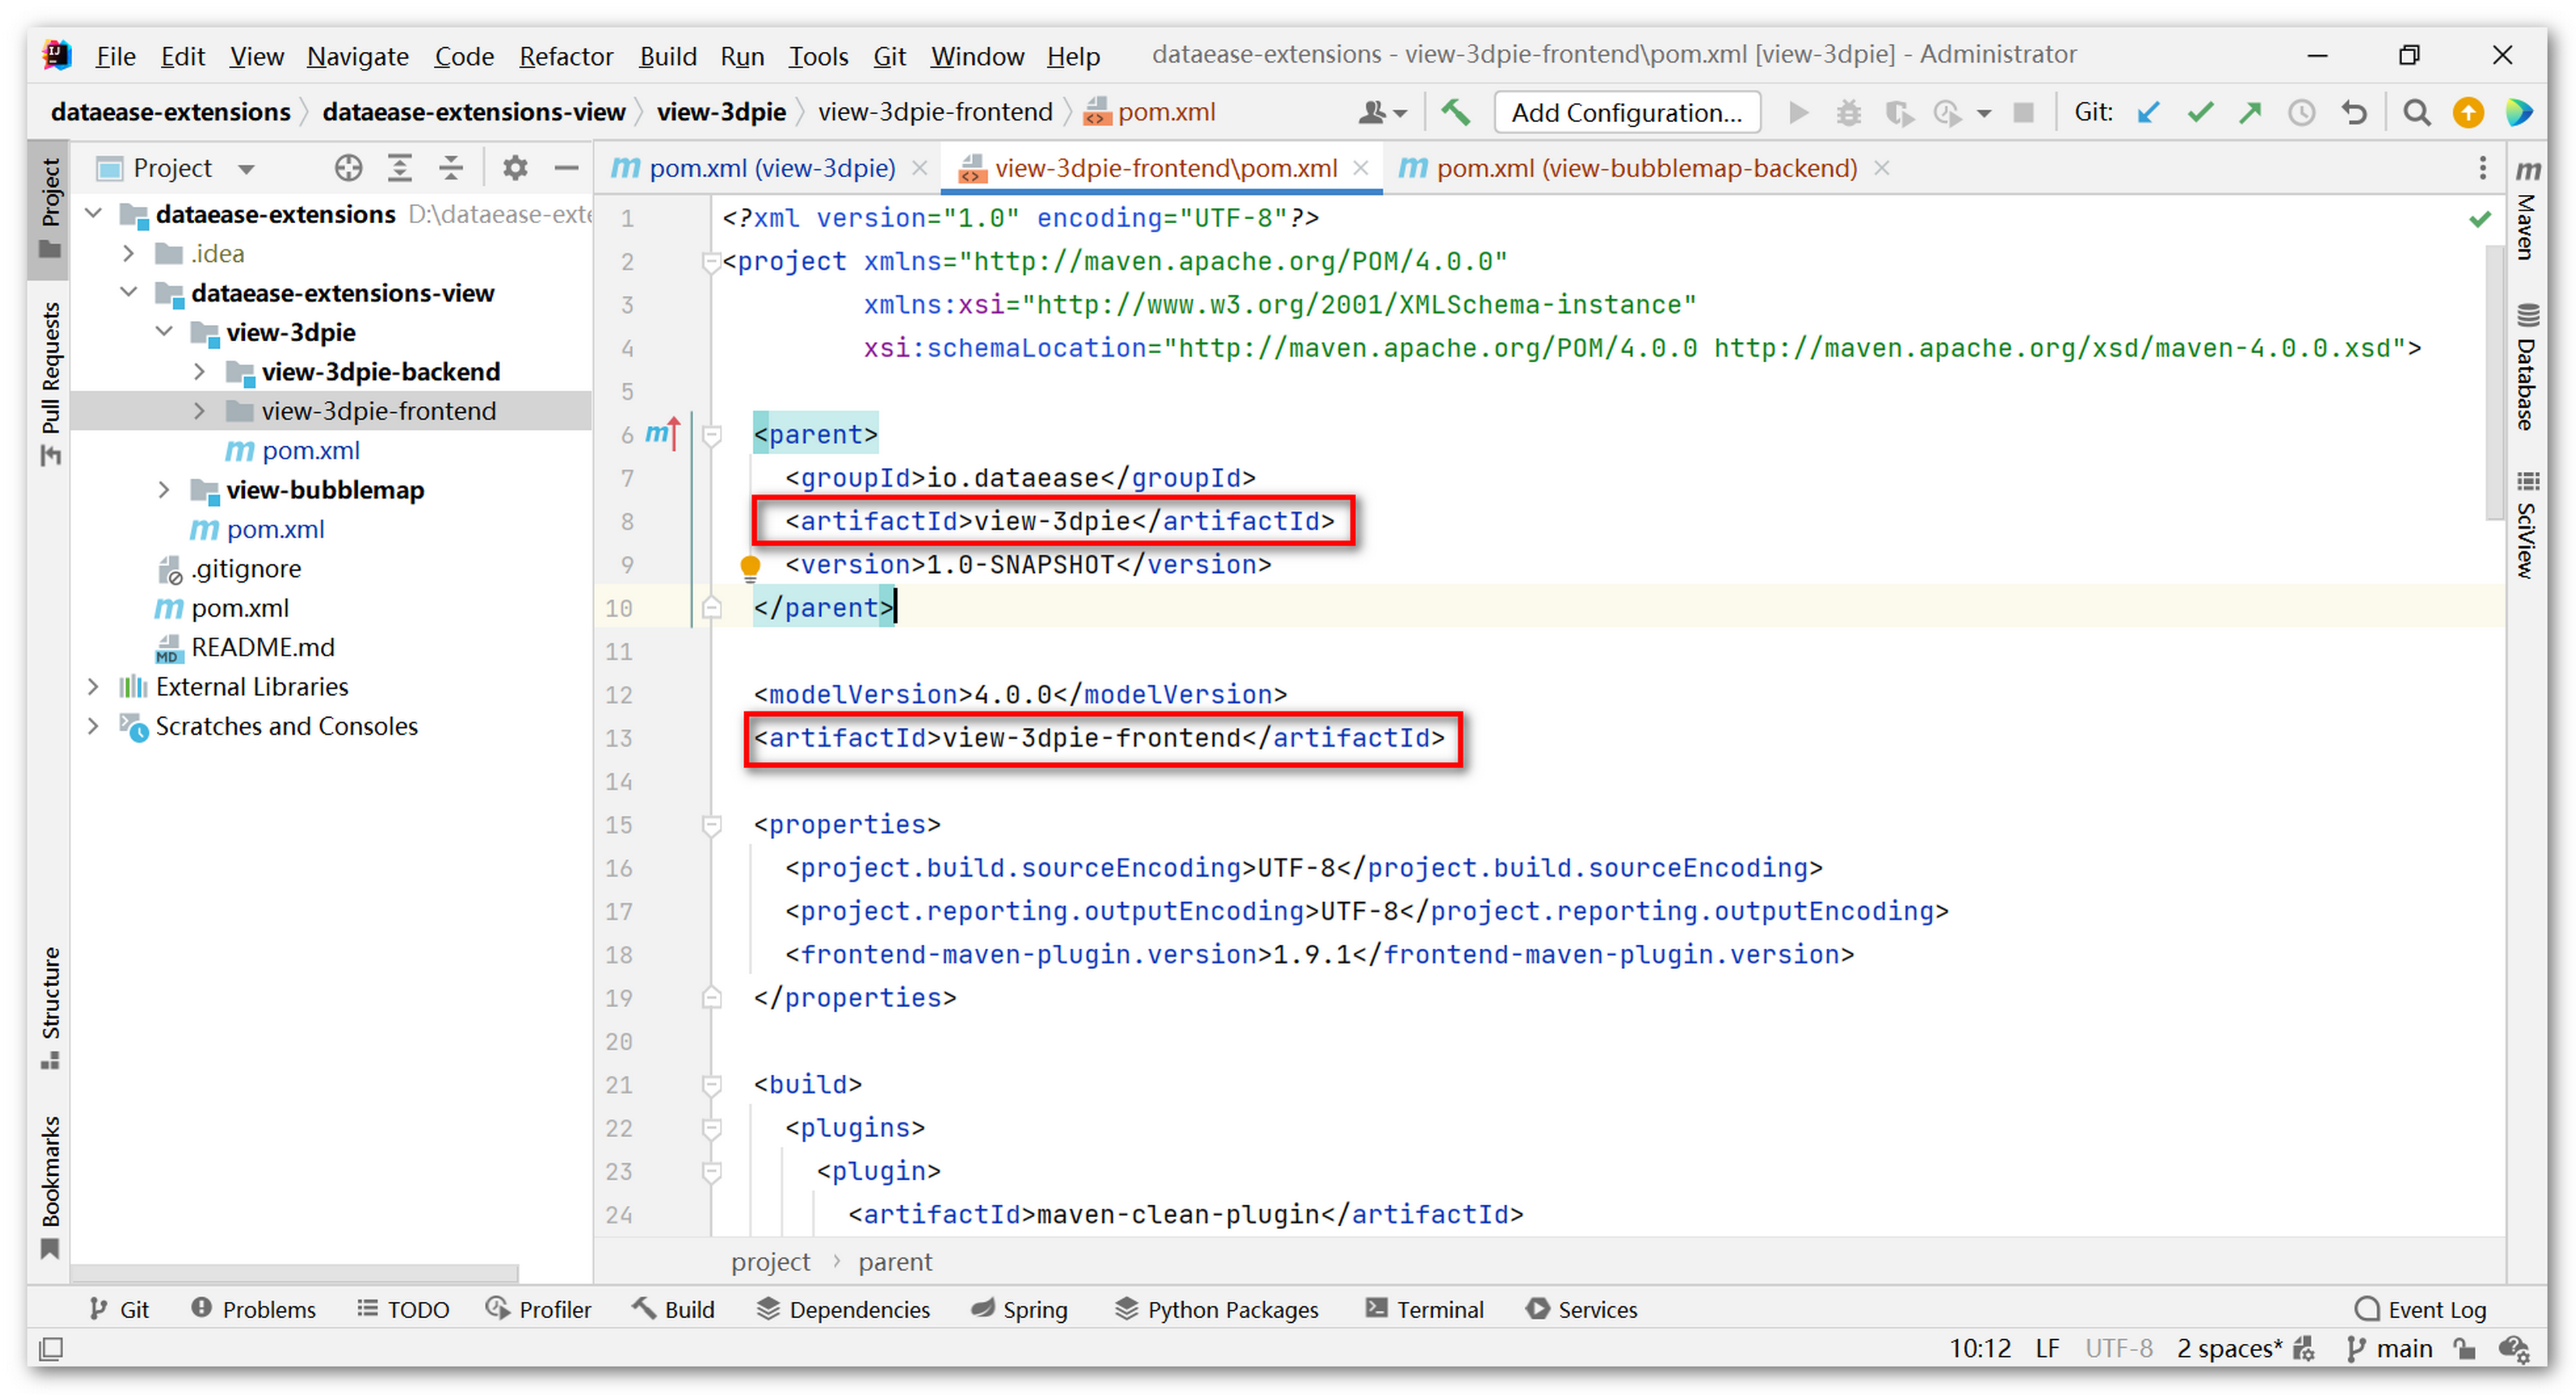 File Edit View Navigate Code Refactor Build Run Tools Git Window Help dataease-extensions - view-3dpie-frontend\pom.xml [view-3dpie] - Administrator
dataease-extensions dataease-extensions-view view-3dpie view-3dpie-frontend pom.xml Add Configuration... Git:
Project
pom.xml (view-3dpie) view-3dpie-frontend\pom.xml pom.xml (view-bubblemap-backend)
Project
Pull Requests
Structure
Bookmarks
dataease-extensions D:\dataease-exte
.idea
dataease-extensions-view
view-3dpie
view-3dpie-backend
view-3dpie-frontend
pom.xml
view-bubblemap
pom.xml
.gitignore
pom.xml
README.md
External Libraries
Scratches and Consoles
1 <?xml version="1.0" encoding="UTF-8"?>
2 <project xmlns="http://maven.apache.org/POM/4.0.0"
3 xmlns:xsi="http://www.w3.org/2001/XMLSchema-instance"
4 xsi:schemaLocation="http://maven.apache.org/POM/4.0.0 http://maven.apache.org/xsd/maven-4.0.0.xsd">
5
6 <parent>
7 <groupId>io.dataease</groupId>
8 <artifactId>view-3dpie</artifactId>
9 <version>1.0-SNAPSHOT</version>
10 </parent>
11
12 <modelVersion>4.0.0</modelVersion>
13 <artifactId>view-3dpie-frontend</artifactId>
14
15 <properties>
16 <project.build.sourceEncoding>UTF-8</project.build.sourceEncoding>
17 <project.reporting.outputEncoding>UTF-8</project.reporting.outputEncoding>
18 <frontend-maven-plugin.version>1.9.1</frontend-maven-plugin.version>
19 </properties>
20
21 <build>
22 <plugins>
23 <plugin>
24 <artifactId>maven-clean-plugin</artifactId>
project parent
Maven
Database
SciView
Git Problems TODO Profiler Build Dependencies Spring Python Packages Terminal Services Event Log
10:12 LF UTF-8 2 spaces* main